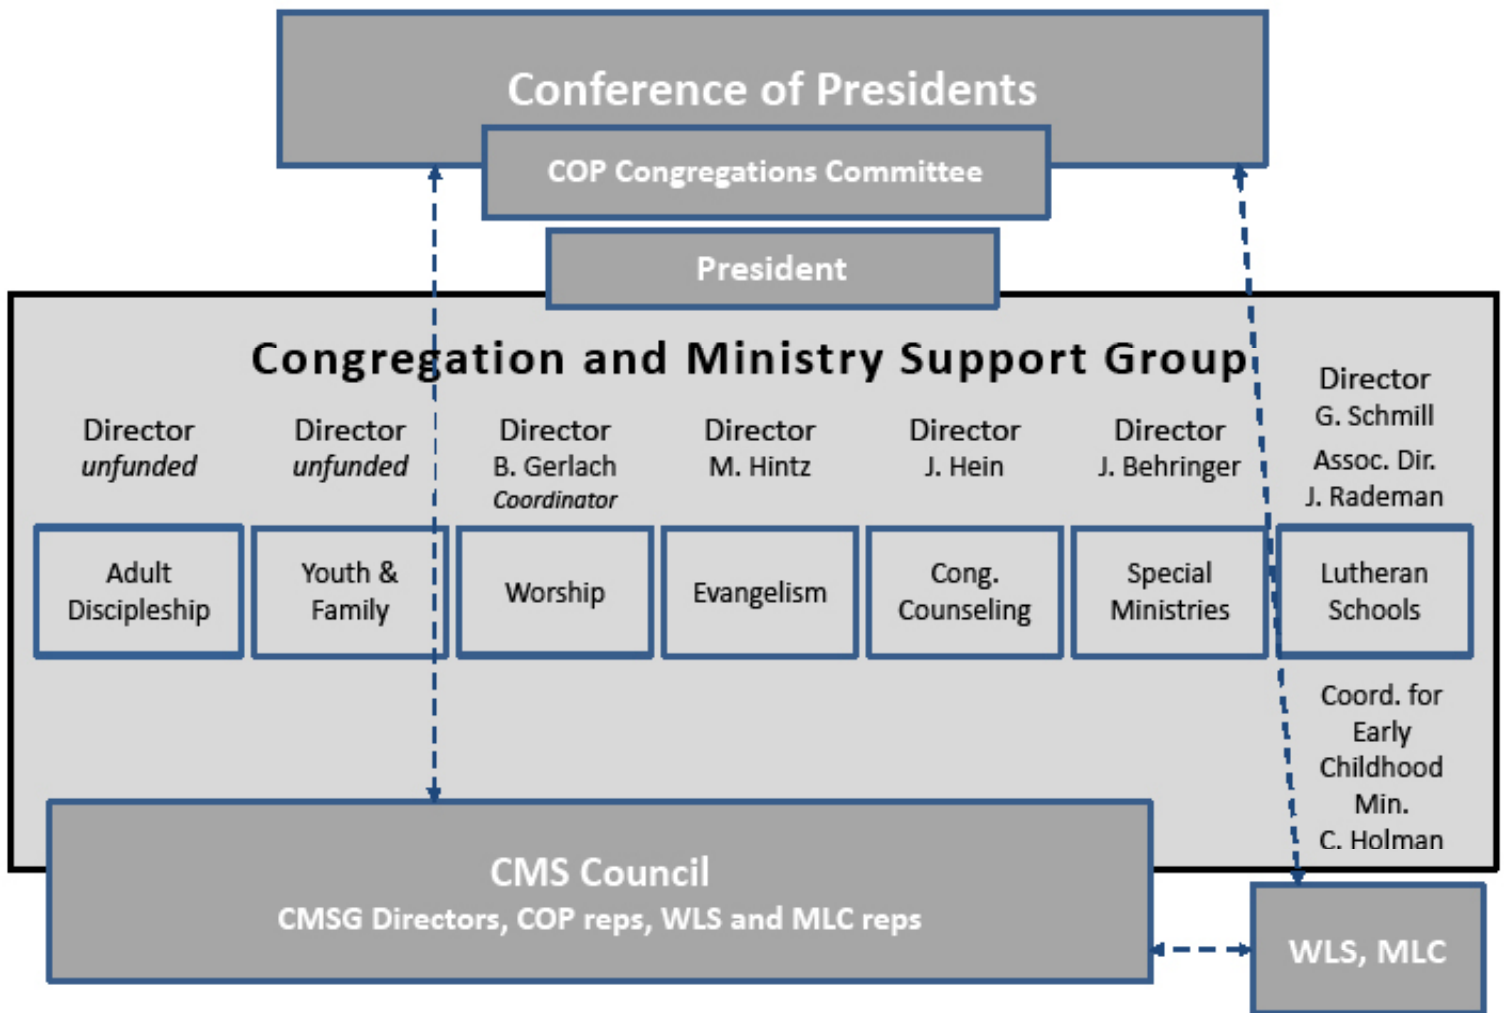 Conference of Presidents
COP Congregations Committee
President
Congregation and Ministry Support Group
Director
unfunded
Director
unfunded
Director
B. Gerlach
Coordinator
Director
M. Hintz
Director
J. Hein
Director
J. Behringer
Director
G. Schmill
Assoc. Dir.
J. Rademan
Adult
Discipleship
Youth &
Family
Worship
Evangelism
Cong.
Counseling
Special
Ministries
Lutheran
Schools
Coord. for
Early
Childhood
Min.
C. Holman
CMS Council
CMSG Directors, COP reps, WLS and MLC reps
WLS, MLC